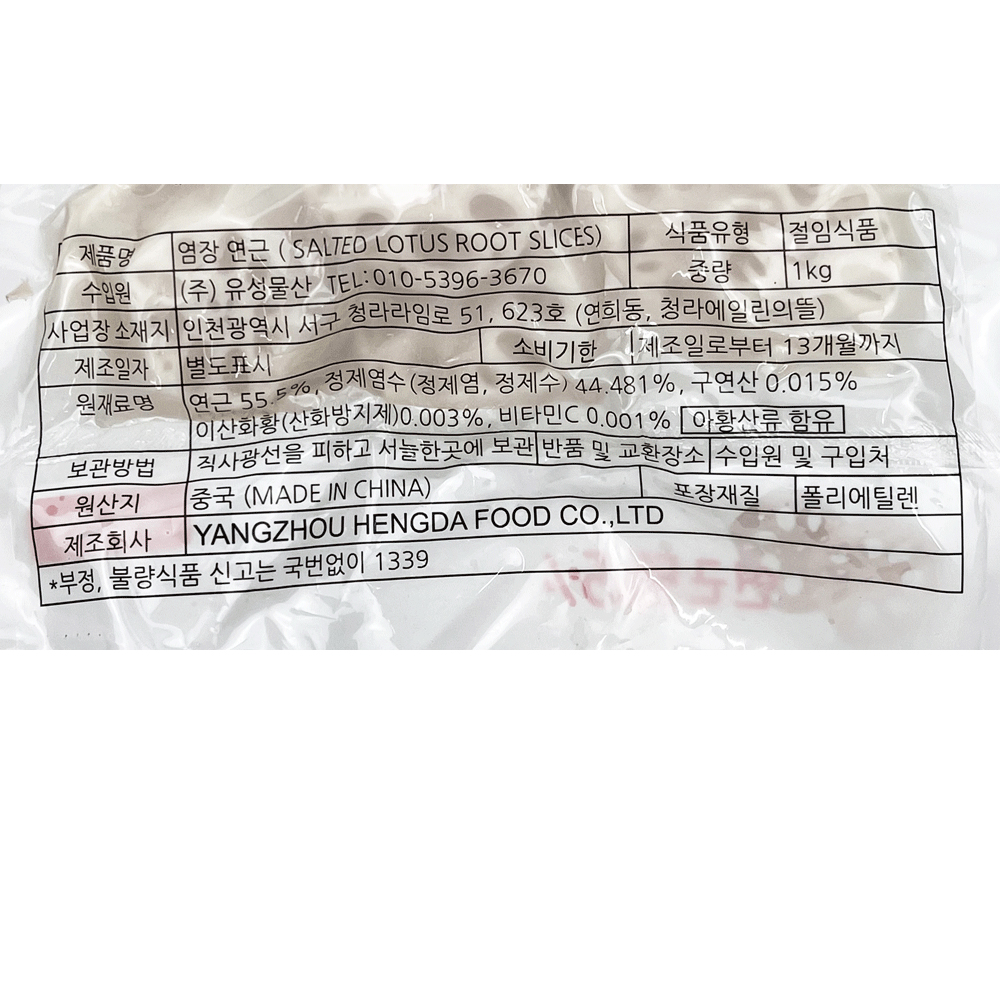 제품명 염장 연근 ( SALTED LOTUS ROOT SLICES) 식품유형 절임식품
수입원 (주) 유성물산 TEL:010-5396-3670 중량 1kg
사업장소재지 인천광역시 서구 청라라임로 51, 623호 (연희동, 청라에일린의뜰)
제조일자 별도표시 소비기한 제조일로부터 13개월까지
원재료명 연근 55.5%, 정제염수(정제염, 정제수) 44.481%, 구연산 0.015%
이산화황(산화방지제)0.003%, 비타민C 0.001% 아황산류 함유
보관방법 직사광선을 피하고 서늘한곳에 보관 반품 및 교환장소 수입원 및 구입처
원산지 중국 (MADE IN CHINA) 포장재질 폴리에틸렌
제조회사 YANGZHOU HENGDA FOOD CO.,LTD
*부정, 불량식품 신고는 국번없이 1339